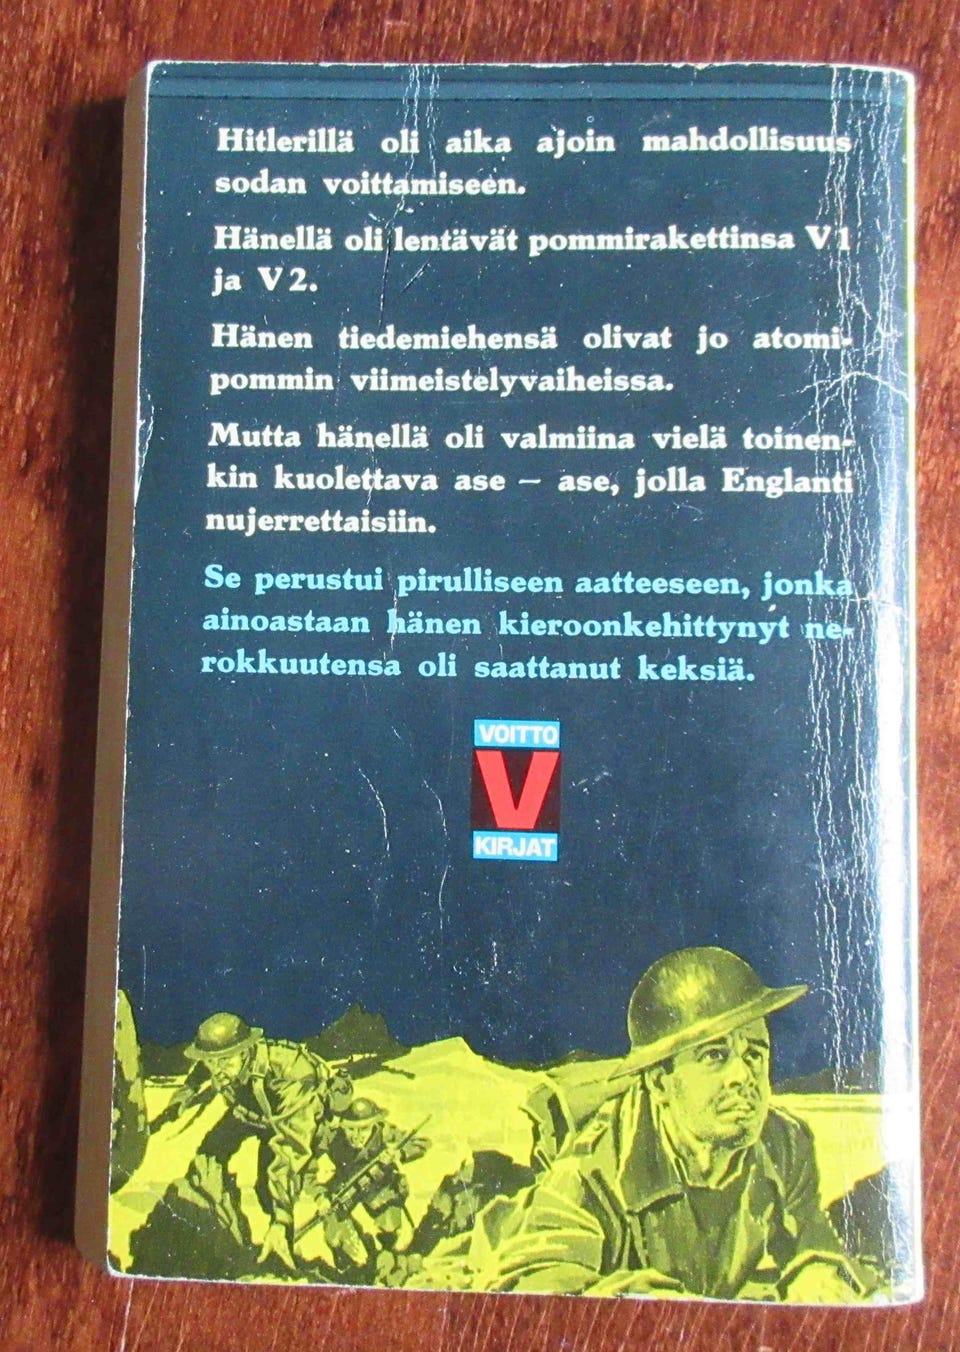 Hitlerillä oli aika ajoin mahdollisuus
sodan voittamiseen.
Hänellä oli lentävät pommirakettinsa V 1
ja V 2.
Hänen tiedemiehensä olivat jo atomi-
pommin viimeistelyvaiheissa.
Mutta hänellä oli valmiina vielä toinen-
kin kuolettava ase — ase, jolla Englanti
nujerrettaisiin.
Se perustui pirulliseen aatteeseen, jonka
ainoastaan hänen kieroonkehittynyt ne-
rokkuutensa oli saattanut keksiä.
VOITTO
V
KIRJAT